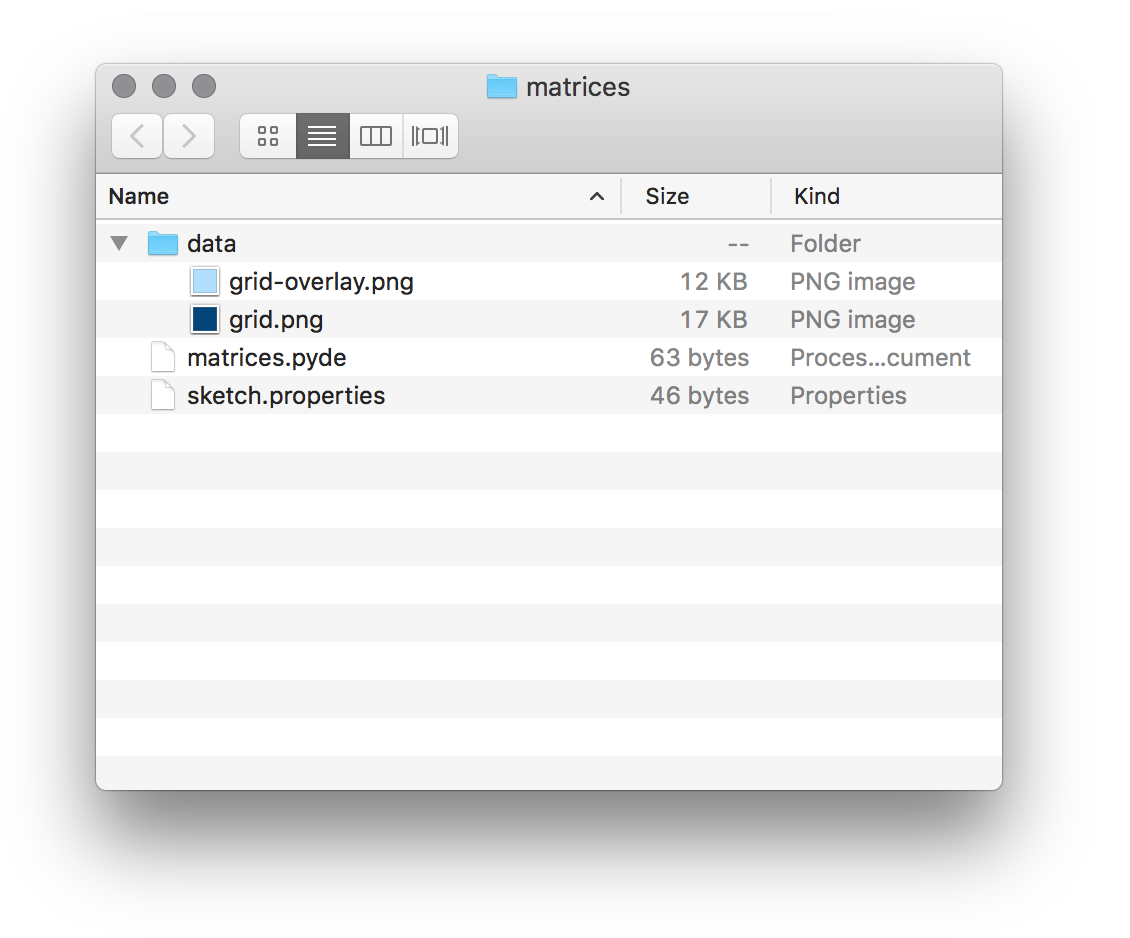 matrices
Name Size Kind
data -- Folder
grid-overlay.png 12 KB PNG image
grid.png 17 KB PNG image
matrices.pyde 63 bytes Proces...cument
sketch.properties 46 bytes Properties